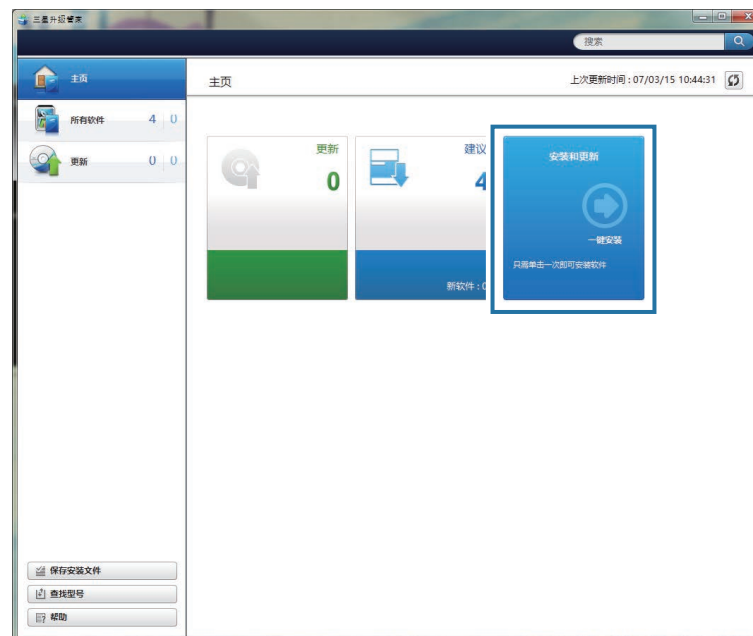 三星升级管家
搜索
主页
所有软件 4 0
更新 0 0
主页
上次更新时间 : 07/03/15 10:44:31
更新
0
建议
4
新软件 : 0
安装和更新
一键安装
只需单击一次即可安装软件
保存安装文件
查找型号
帮助